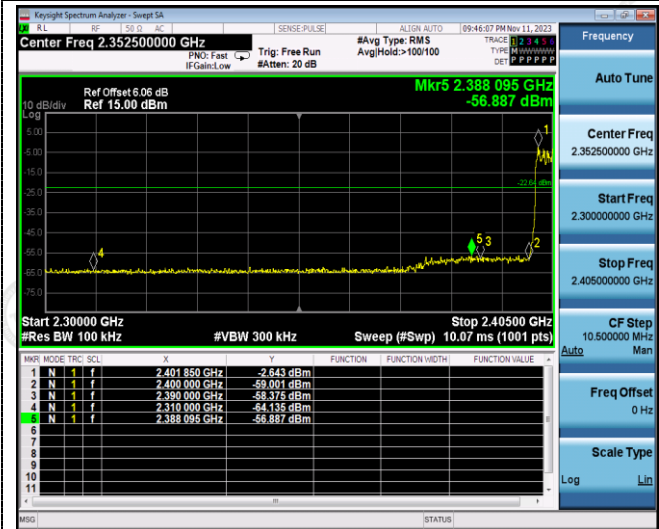 Keysight Spectrum Analyzer - Swept SA
RL RF 50 Ω AC SENSE:PULSE ALIGN AUTO 09:46:07 PM Nov 11, 2023
Center Freq 2.352500000 GHz
PNO: Fast
IFGain:Low
Trig: Free Run
#Atten: 20 dB
#Avg Type: RMS
Avg|Hold:>100/100
TRACE 1 2 3 4 5 6
TYPE M WWWWW
DET P P P P P P
Ref Offset 6.06 dB
Ref 15.00 dBm
10 dB/div
Log
Mkr5 2.388 095 GHz
-56.887 dBm
5.00
-5.00
-15.0
-25.0
-35.0
-45.0
-55.0
-65.0
-75.0
1
5 3
2
4
Start 2.30000 GHz
Stop 2.40500 GHz
#Res BW 100 kHz #VBW 300 kHz Sweep (#Swp) 10.07 ms (1001 pts)
MKR MODE TRC SCL X Y FUNCTION FUNCTION WIDTH FUNCTION VALUE
1 N 1 f 2.401 850 GHz -2.643 dBm
2 N 1 f 2.400 000 GHz -59.001 dBm
3 N 1 f 2.390 000 GHz -58.375 dBm
4 N 1 f 2.310 000 GHz -64.135 dBm
5 N 1 f 2.388 095 GHz -56.887 dBm
6
7
8
9
10
11
MSG STATUS
Frequency
Auto Tune
Center Freq
2.352500000 GHz
Start Freq
2.300000000 GHz
Stop Freq
2.405000000 GHz
CF Step
10.500000 MHz
Auto Man
Freq Offset
0 Hz
Scale Type
Log Lin